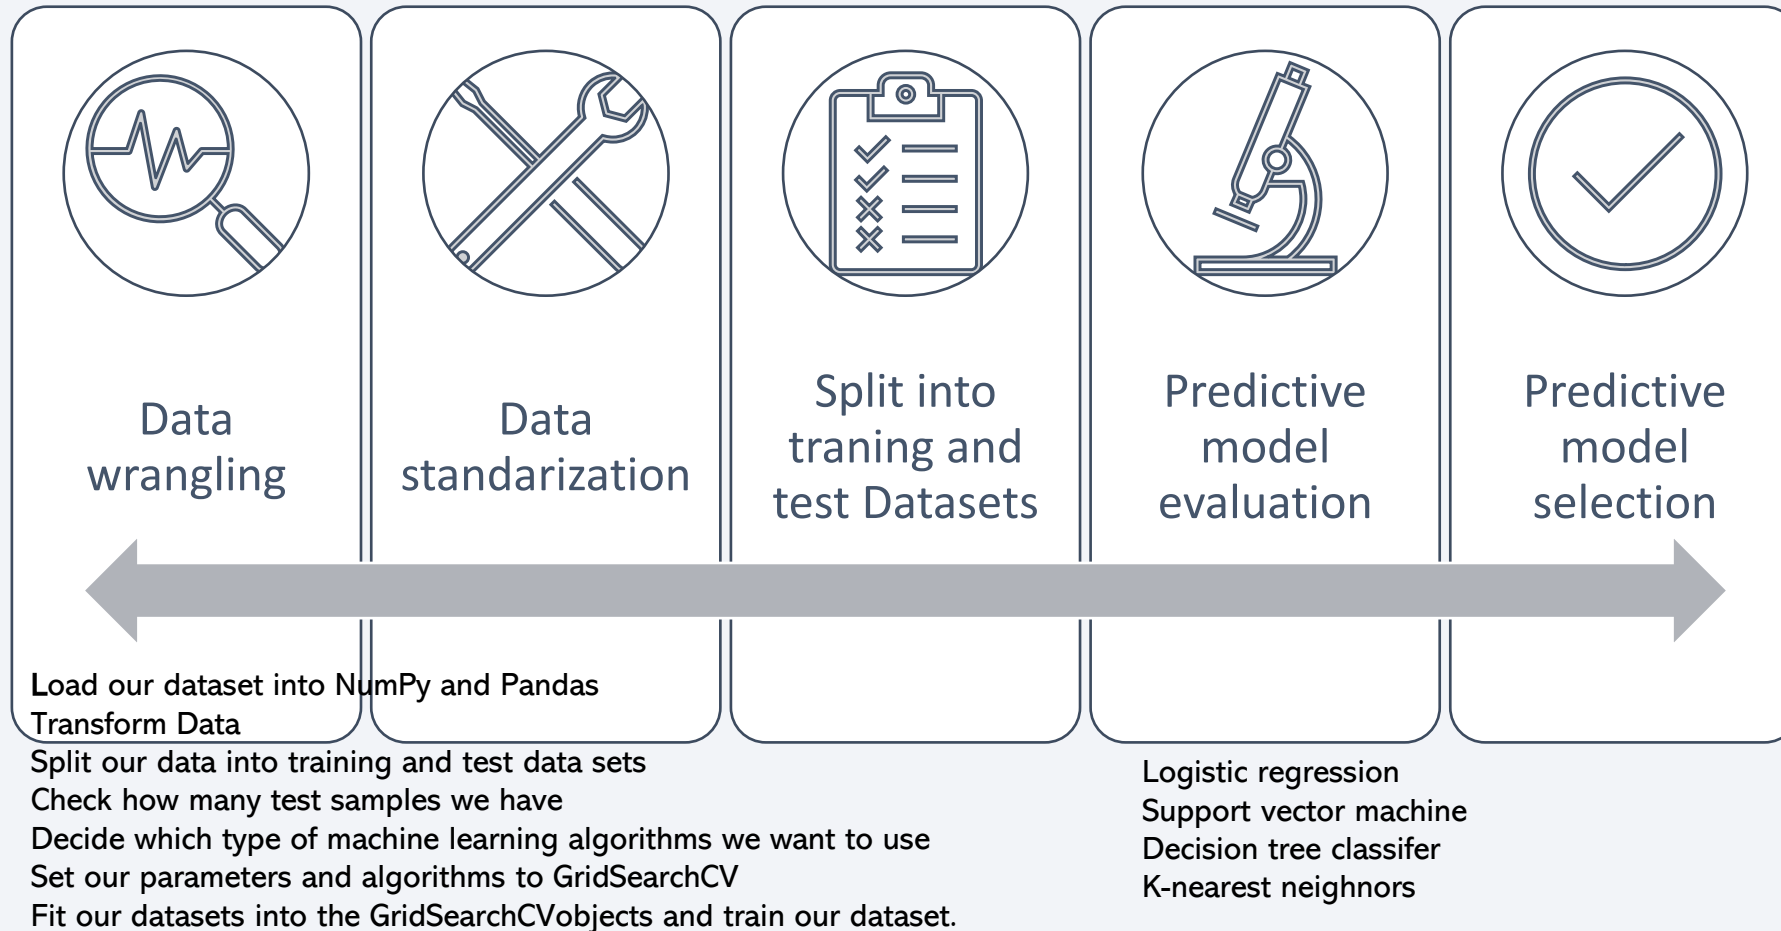 Data
wrangling
Data
standarization
Split into
traning and
test Datasets
Predictive
model
evaluation
Predictive
model
selection
Load our dataset into NumPy and Pandas
Transform Data
Split our data into training and test data sets
Check how many test samples we have
Decide which type of machine learning algorithms we want to use
Set our parameters and algorithms to GridSearchCV
Fit our datasets into the GridSearchCVobjects and train our dataset.
Logistic regression
Support vector machine
Decision tree classifer
K-nearest neighnors